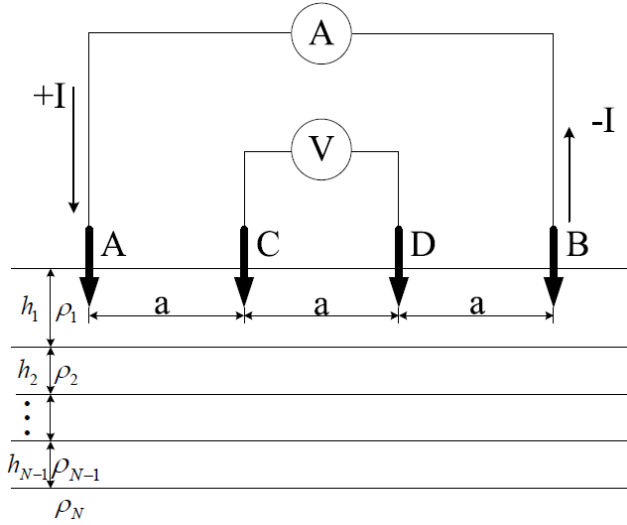 A
+I
-I
V
A C D B
h₁ ρ₁ a a a
h₂ ρ₂
⋮
hN−1 ρN−1
ρN